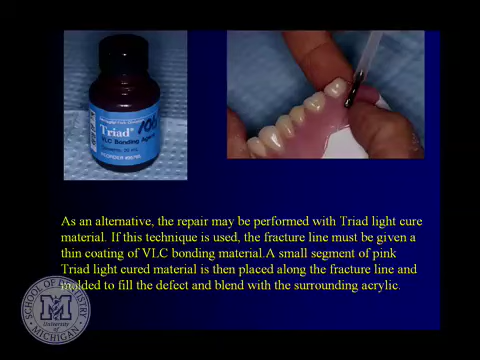 Triad®
VLC Bonding Agent
As an alternative, the repair may be performed with Triad light cure
material. If this technique is used, the fracture line must be given a
thin coating of VLC bonding material.A small segment of pink
Triad light cured material is then placed along the fracture line and
molded to fill the defect and blend with the surrounding acrylic.
SCHOOL OF DENTISTRY
University
of
MICHIGAN